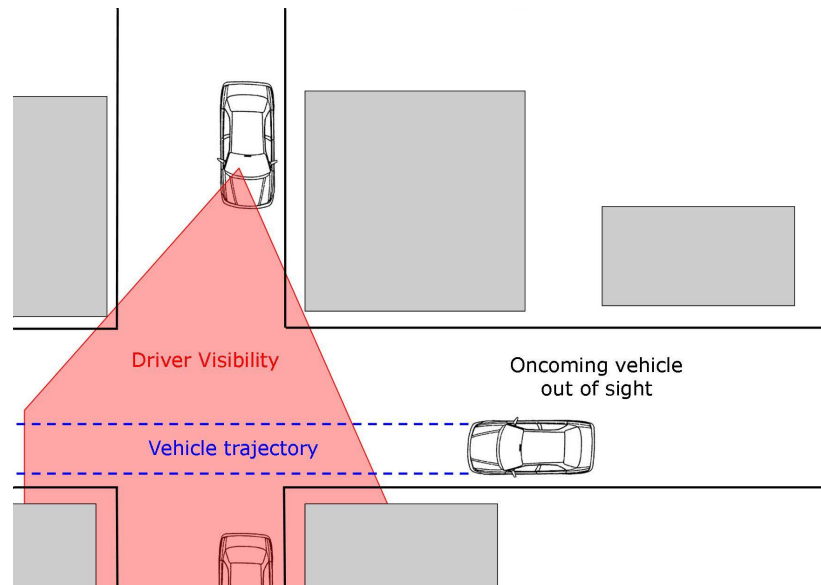 Driver Visibility
Oncoming vehicle
out of sight
Vehicle trajectory